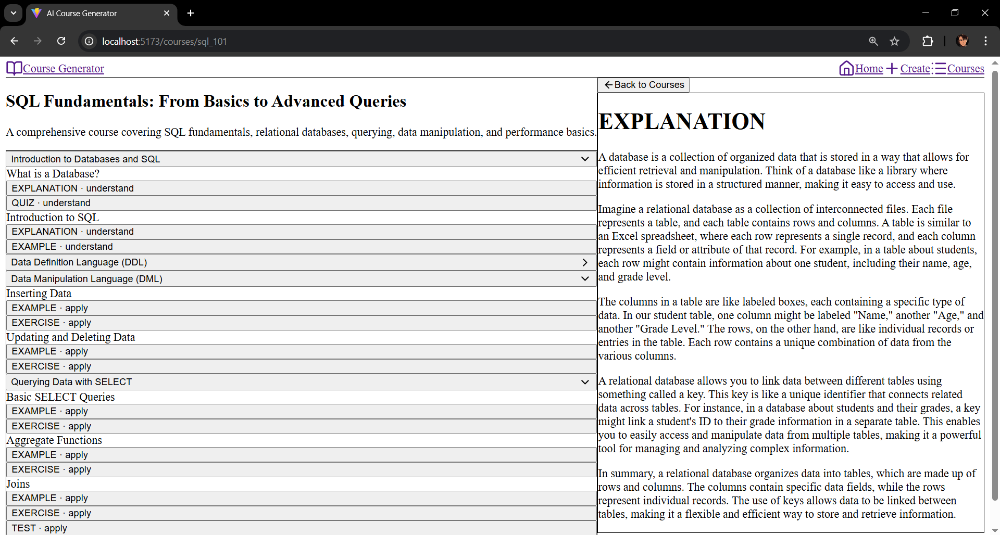 AI Course Generator
localhost:5173/courses/sql_101
Course Generator
Home Create Courses
SQL Fundamentals: From Basics to Advanced Queries
A comprehensive course covering SQL fundamentals, relational databases, querying, data manipulation, and performance basics.
Introduction to Databases and SQL
What is a Database?
EXPLANATION · understand
QUIZ · understand
Introduction to SQL
EXPLANATION · understand
EXAMPLE · understand
Data Definition Language (DDL)
Data Manipulation Language (DML)
Inserting Data
EXAMPLE · apply
EXERCISE · apply
Updating and Deleting Data
EXAMPLE · apply
EXERCISE · apply
Querying Data with SELECT
Basic SELECT Queries
EXAMPLE · apply
EXERCISE · apply
Aggregate Functions
EXAMPLE · apply
EXERCISE · apply
Joins
EXAMPLE · apply
EXERCISE · apply
TEST · apply
Back to Courses
EXPLANATION
A database is a collection of organized data that is stored in a way that allows for
efficient retrieval and manipulation. Think of a database like a library where
information is stored in a structured manner, making it easy to access and use.
Imagine a relational database as a collection of interconnected files. Each file
represents a table, and each table contains rows and columns. A table is similar to
an Excel spreadsheet, where each row represents a single record, and each column
represents a field or attribute of that record. For example, in a table about students,
each row might contain information about one student, including their name, age,
and grade level.
The columns in a table are like labeled boxes, each containing a specific type of
data. In our student table, one column might be labeled "Name," another "Age," and
another "Grade Level." The rows, on the other hand, are like individual records or
entries in the table. Each row contains a unique combination of data from the
various columns.
A relational database allows you to link data between different tables using
something called a key. This key is like a unique identifier that connects related
data across tables. For instance, in a database about students and their grades, a key
might link a student's ID to their grade information in a separate table. This enables
you to easily access and manipulate data from multiple tables, making it a powerful
tool for managing and analyzing complex information.
In summary, a relational database organizes data into tables, which are made up of
rows and columns. The columns contain specific data fields, while the rows
represent individual records. The use of keys allows data to be linked between
tables, making it a flexible and efficient way to store and retrieve information.